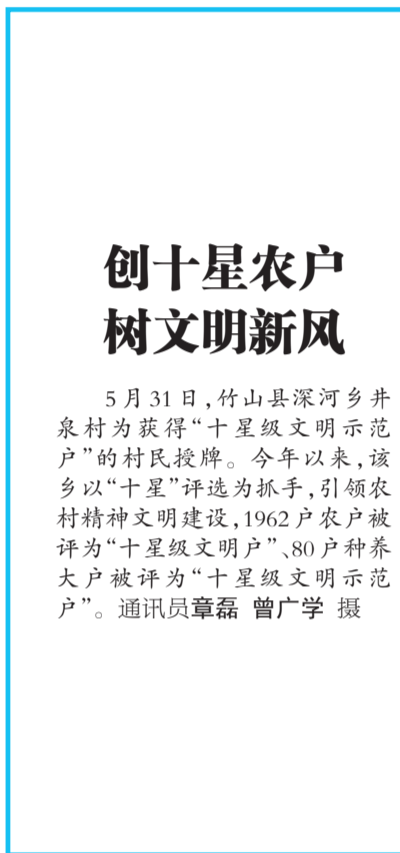 创十星农户
树文明新风
5月31日,竹山县深河乡井
泉村为获得“十星级文明示范
户”的村民授牌。今年以来,该
乡以“十星”评选为抓手,引领农
村精神文明建设,1962户农户被
评为“十星级文明户”、80户种养
大户被评为“十星级文明示范
户”。通讯员章磊 曾广学 摄